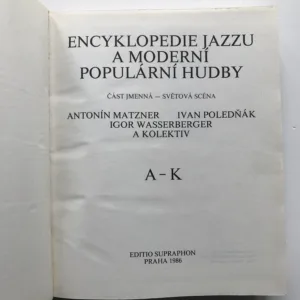 ENCYKLOPEDIE JAZZU
A MODERNÍ
POPULÁRNÍ HUDBY
ČÁST JMENNÁ – SVĚTOVÁ SCÉNA
ANTONÍN MATZNER IVAN POLEDŇÁK
IGOR WASSERBERGER
A KOLEKTIV
A – K
EDITIO SUPRAPHON
PRAHA 1986